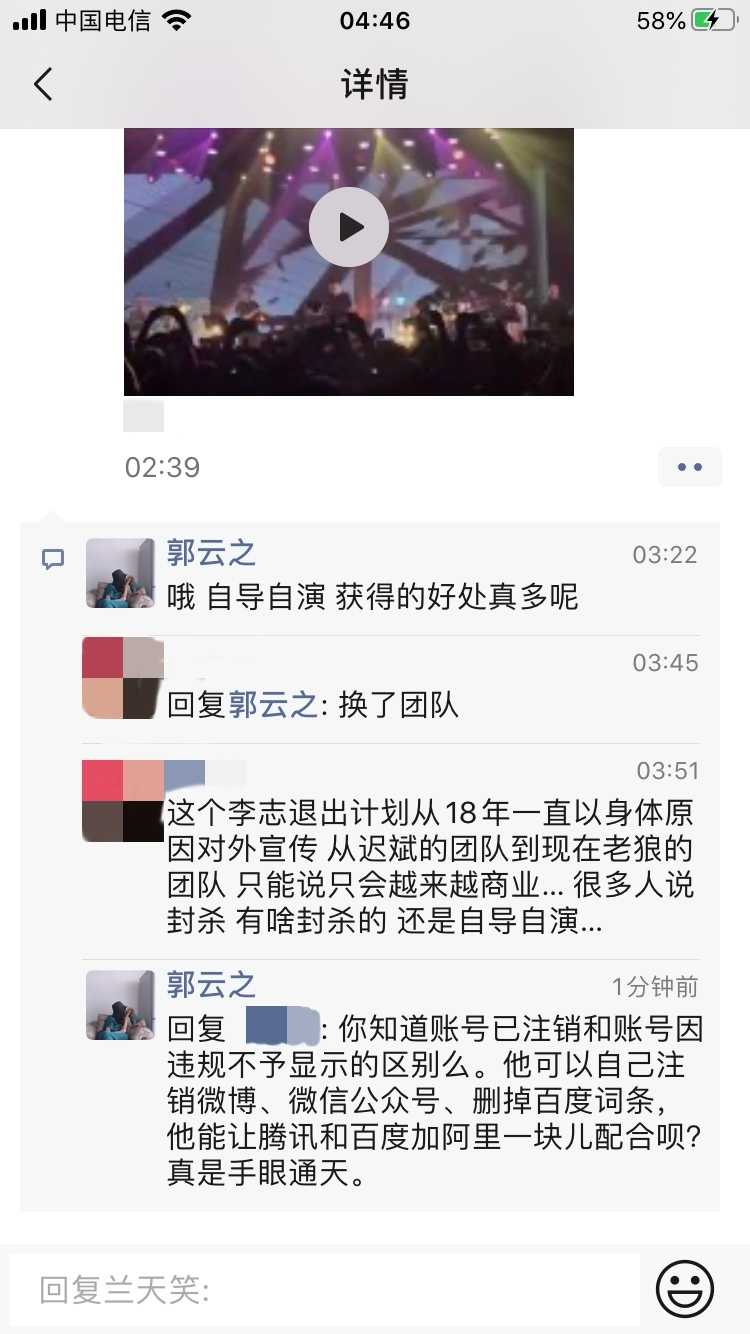 中国电信 04:46 58%
详情
02:39
郭云之 03:22
哦 自导自演 获得的好处真多呢
03:45
回复郭云之: 换了团队
03:51
这个李志退出计划从18年一直以身体原
因对外宣传 从迟斌的团队到现在老狼的
团队 只能说只会越来越商业... 很多人说
封杀 有啥封杀的 还是自导自演...
郭云之 1分钟前
回复 : 你知道账号已注销和账号因
违规不予显示的区别么。他可以自己注
销微博、微信公众号、删掉百度词条，
他能让腾讯和百度加阿里一块儿配合呗?
真是手眼通天。
回复兰天笑: